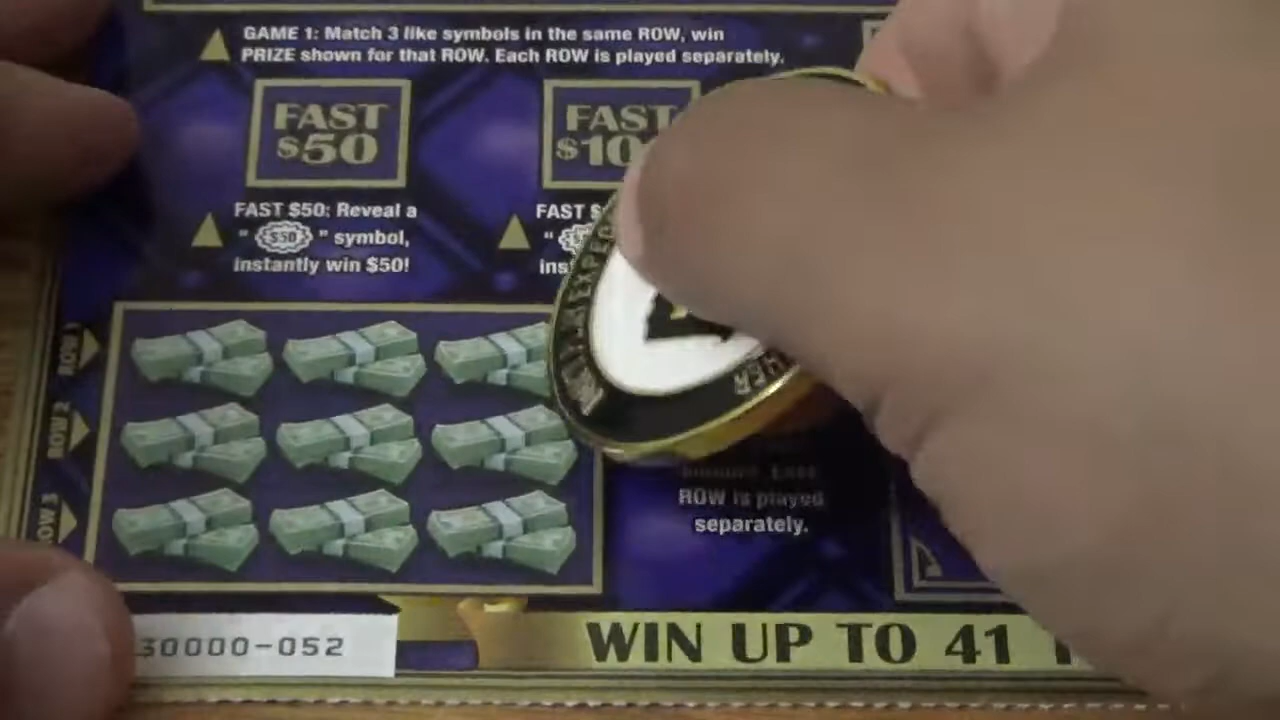 GAME 1: Match 3 like symbols in the same ROW, win
PRIZE shown for that ROW. Each ROW is played separately.
FAST
$50
FAST
$10
FAST $50: Reveal a
" $50 " symbol,
instantly win $50!
FAST
"
ins
ROW 1
ROW 2
ROW 3
ROW is played
separately.
30000-052
WIN UP TO 41